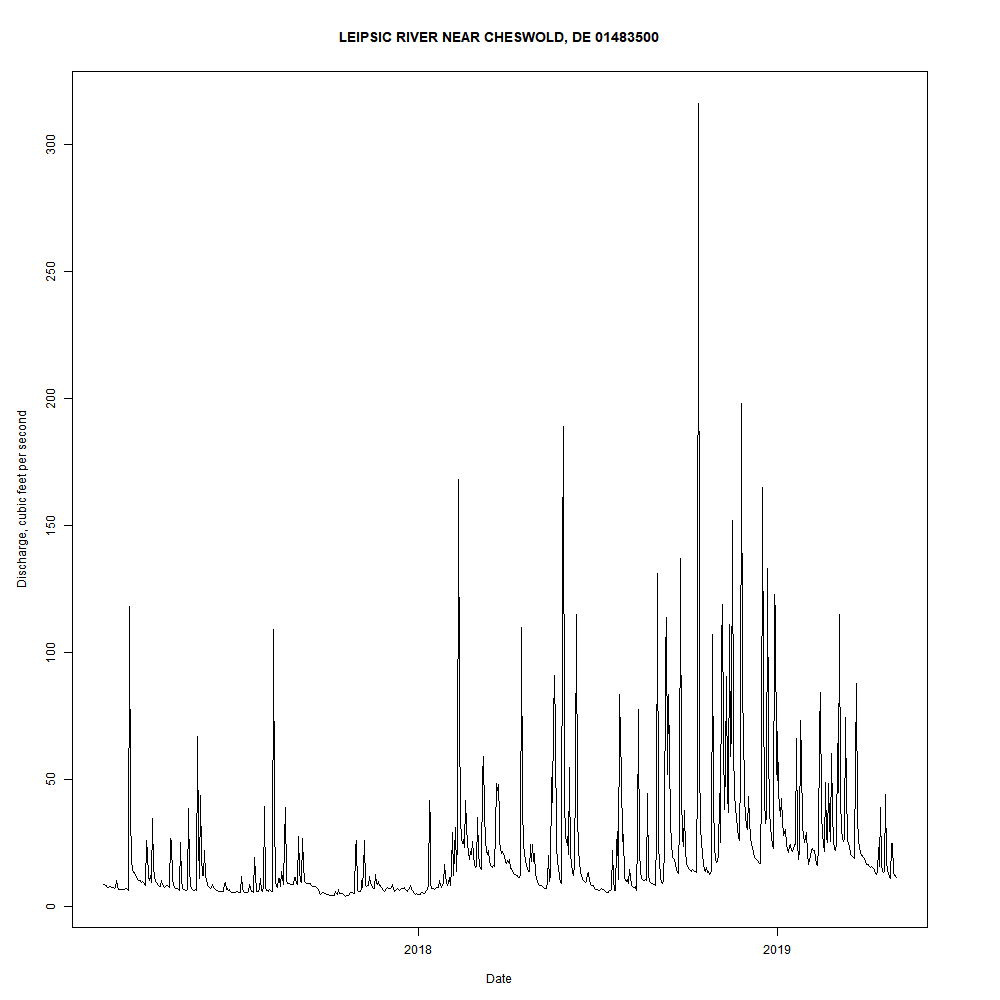 LEIPSIC RIVER NEAR CHESWOLD, DE 01483500
Discharge, cubic feet per second
300
250
200
150
100
50
0
2018 2019
Date